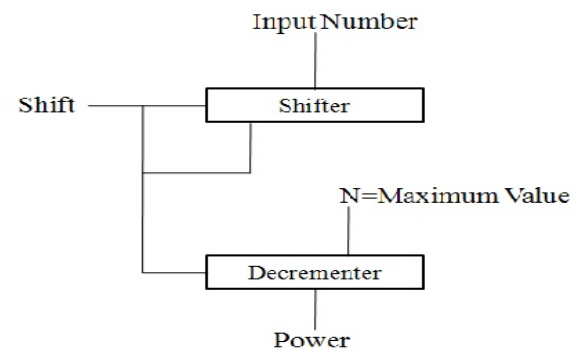 Input Number
Shift
Shifter
N=Maximum Value
Decrementer
Power